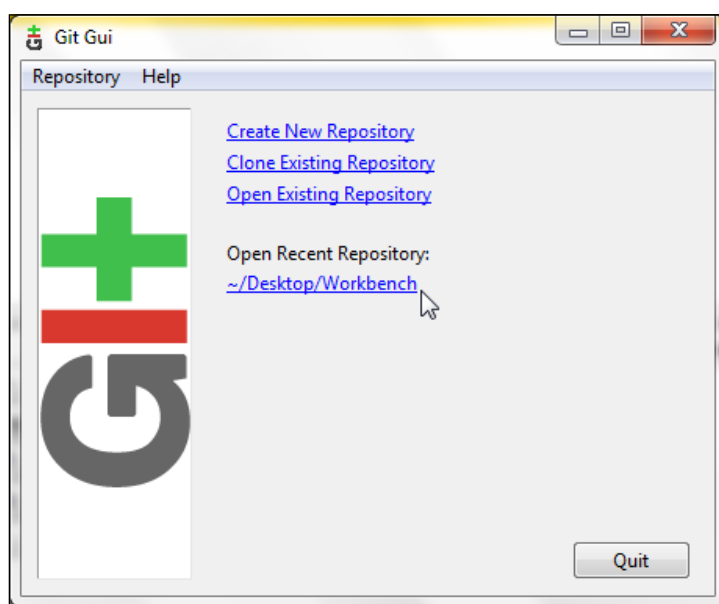 Git Gui
Repository Help
Create New Repository
Clone Existing Repository
Open Existing Repository
Open Recent Repository:
~/Desktop/Workbench
GIt
Quit